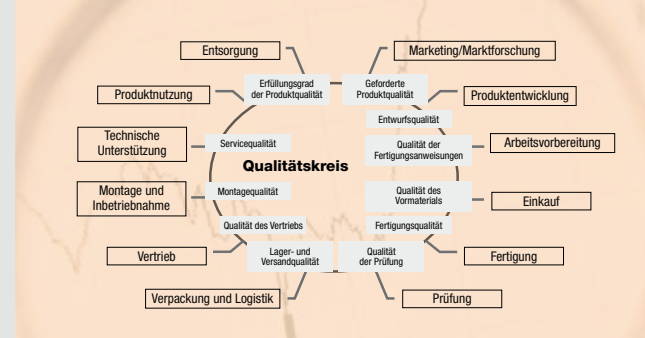 Entsorgung
Marketing/Marktforschung
Erfüllungsgrad
der Produktqualität
Geforderte
Produktqualität
Produktnutzung
Produktentwicklung
Entwurfsqualität
Technische
Unterstützung
Servicequalität
Qualität der
Fertigungsanweisungen
Arbeitsvorbereitung
Qualitätskreis
Montage und
Inbetriebnahme
Montagequalität
Qualität des
Vormaterials
Einkauf
Qualität des Vertriebs
Fertigungsqualität
Vertrieb
Lager- und
Versandqualität
Qualität
der Prüfung
Fertigung
Verpackung und Logistik
Prüfung